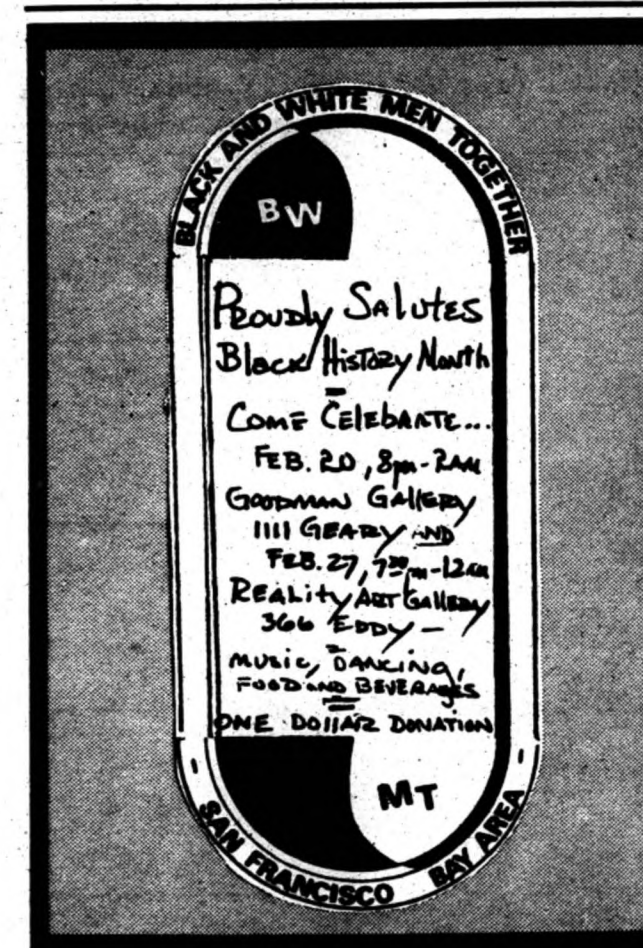 BLACK AND WHITE MEN TOGETHER
BW
Proudly Salutes
Black History Month
Come Celebrate...
Feb. 20, 8pm-2am
Goodman Gallery
1111 Geary and
Feb. 27, 7:30pm-12am
Reality Art Gallery
366 Eddy —
Music, Dancing,
Food and Beverages
One Dollar Donation
MT
- SAN FRANCISCO BAY AREA -